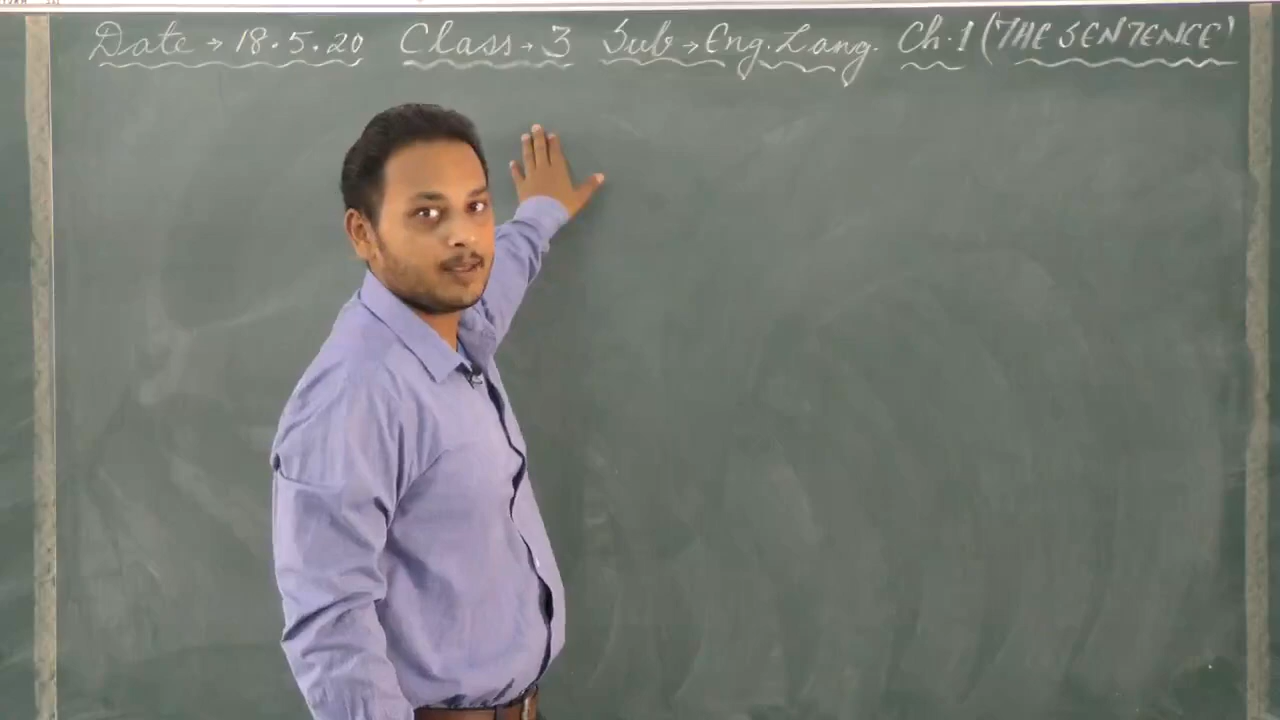 Date → 18.5.20 Class → 3 Sub → Eng. Lang. Ch. 1 (THE SENTENCE)